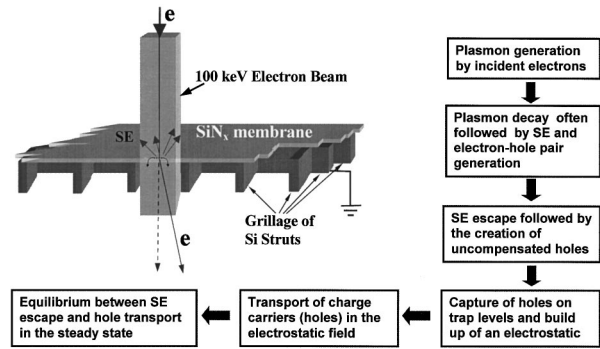 e
100 keV Electron Beam
SE
SiNx membrane
Grillage of
Si Struts
e
Plasmon generation
by incident electrons
Plasmon decay often
followed by SE and
electron-hole pair
generation
SE escape followed by
the creation of
uncompensated holes
Capture of holes on
trap levels and build
up of an electrostatic
Transport of charge
carriers (holes) in the
electrostatic field
Equilibrium between SE
escape and hole transport
in the steady state